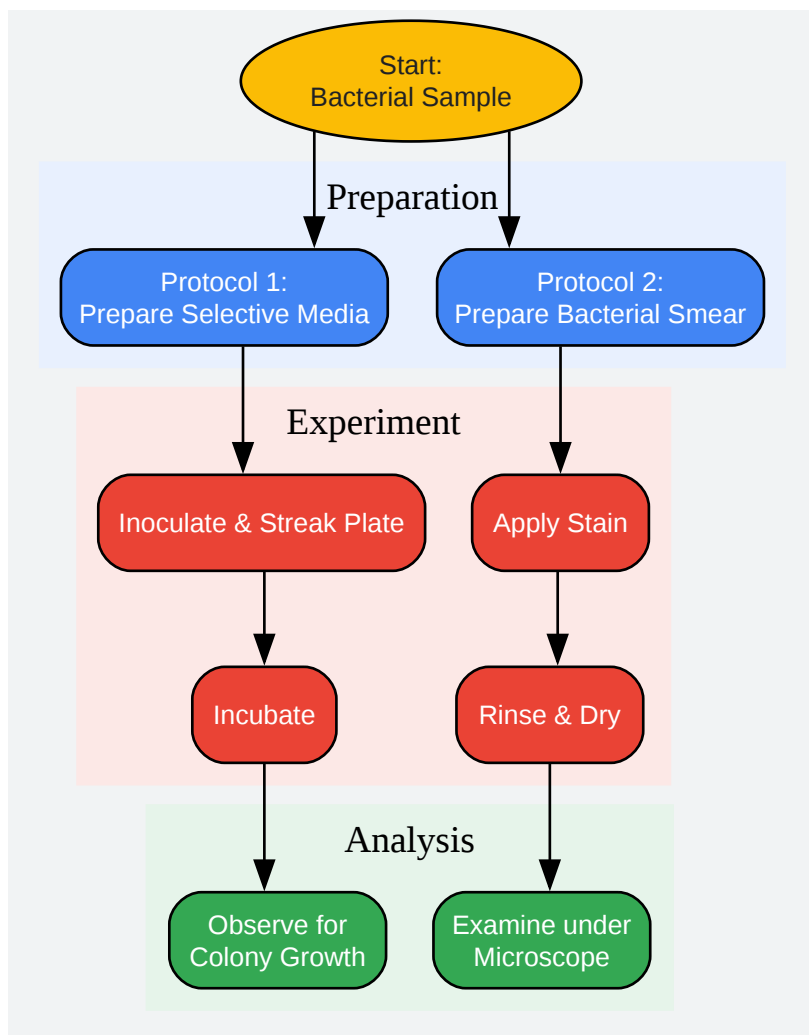 Start:
Bacterial Sample
Preparation
Protocol 1:
Prepare Selective Media
Protocol 2:
Prepare Bacterial Smear
Experiment
Inoculate & Streak Plate
Apply Stain
Incubate
Rinse & Dry
Analysis
Observe for
Colony Growth
Examine under
Microscope